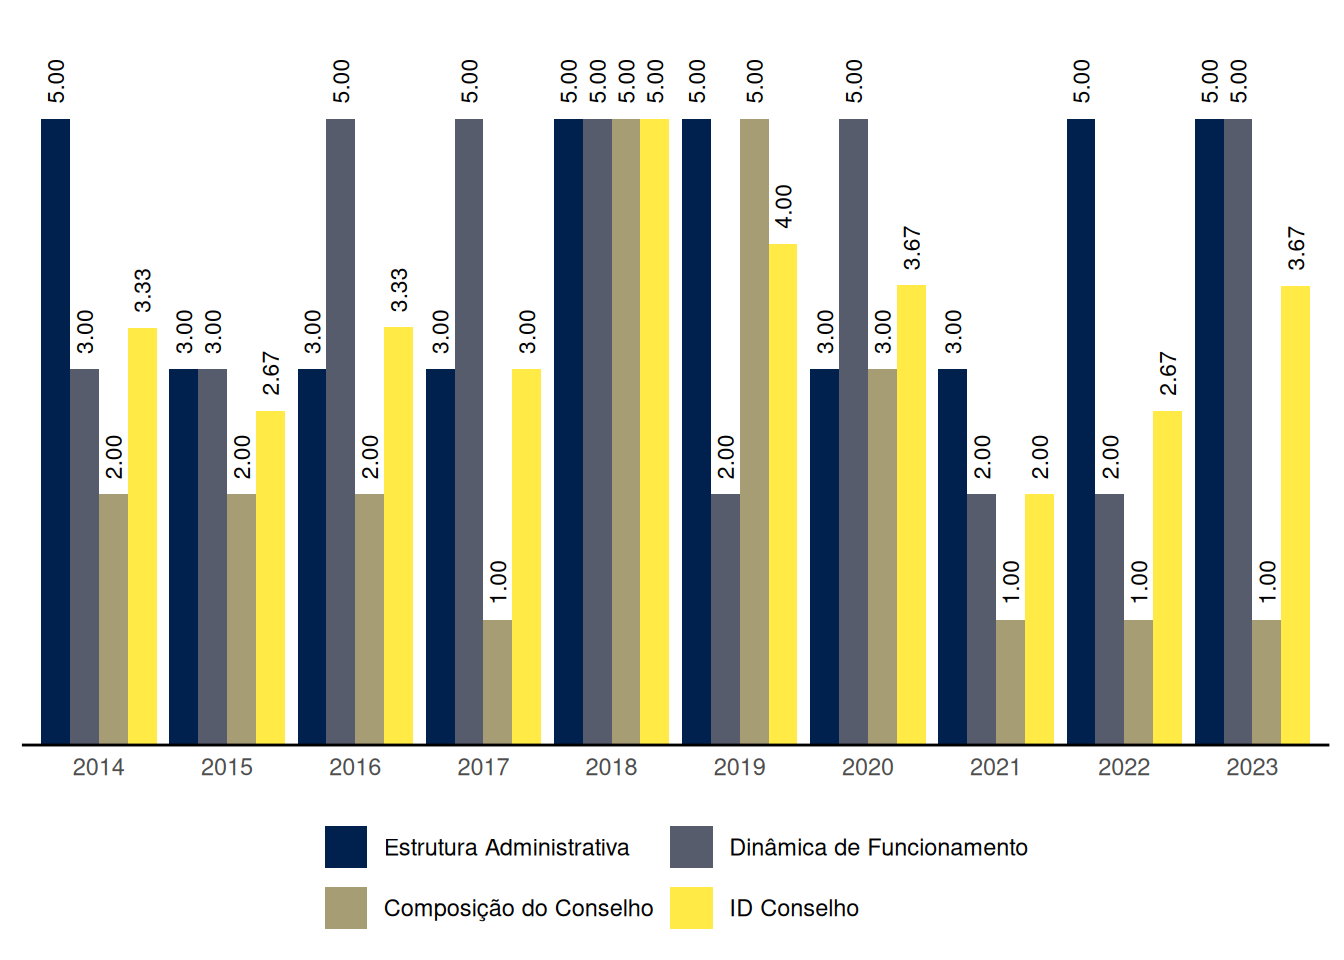 5.00 3.00 2.00 3.33 3.00 3.00 2.00 2.67 3.00 5.00 2.00 3.33 3.00 5.00 1.00 3.00 5.00 5.00 5.00 5.00 5.00 2.00 5.00 4.00 3.00 5.00 3.00 3.67 3.00 2.00 1.00 2.00 5.00 2.00 1.00 2.67 5.00 5.00 1.00 3.67
2014 2015 2016 2017 2018 2019 2020 2021 2022 2023
Estrutura Administrativa Dinâmica de Funcionamento
Composição do Conselho ID Conselho